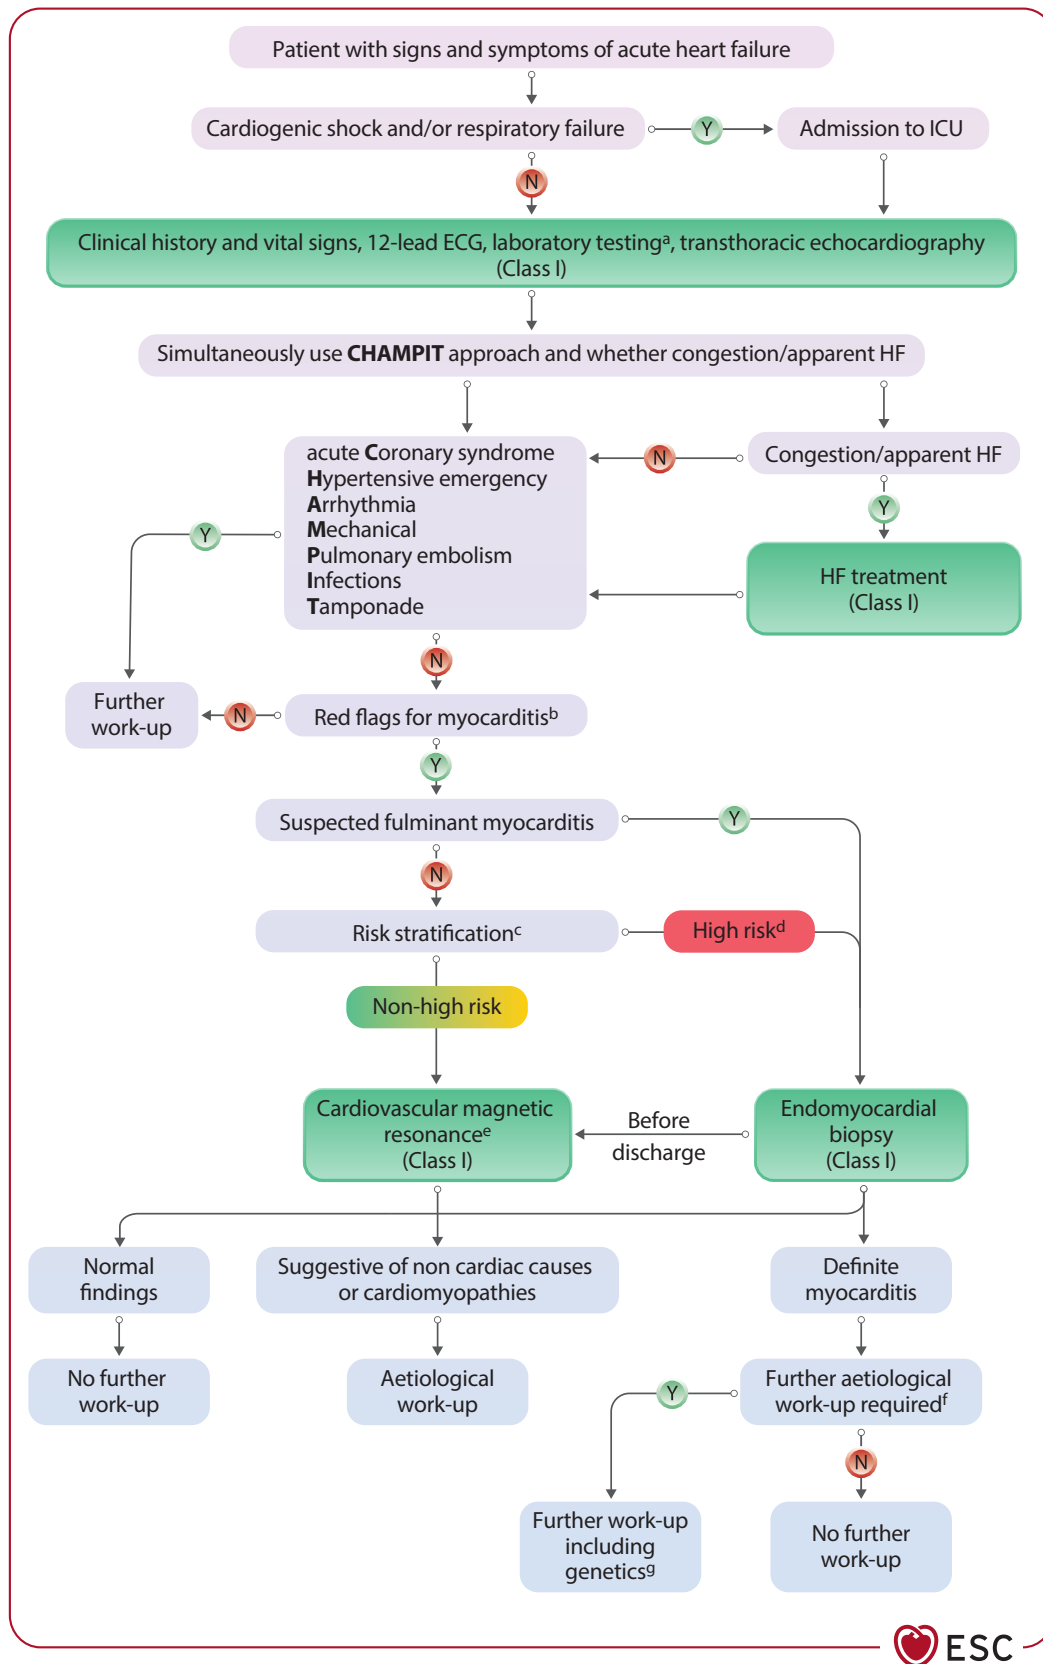 Patient with signs and symptoms of acute heart failure
Cardiogenic shock and/or respiratory failure
Y
Admission to ICU
N
Clinical history and vital signs, 12-lead ECG, laboratory testingᵃ, transthoracic echocardiography
(Class I)
Simultaneously use CHAMPIT approach and whether congestion/apparent HF
acute Coronary syndrome
Hypertensive emergency
Arrhythmia
Mechanical
Pulmonary embolism
Infections
Tamponade
N
Congestion/apparent HF
Y
Y
HF treatment
(Class I)
N
Further
work-up
N
Red flags for myocarditisᵇ
Y
Suspected fulminant myocarditis
Y
N
Risk stratificationᶜ
High riskᵈ
Non-high risk
Cardiovascular magnetic
resonanceᵉ
(Class I)
Before
discharge
Endomyocardial
biopsy
(Class I)
Normal
findings
Suggestive of non cardiac causes
or cardiomyopathies
Definite
myocarditis
No further
work-up
Aetiological
work-up
Y
Further aetiological
work-up requiredᶠ
N
Further work-up
including
geneticsᵍ
No further
work-up
ESC